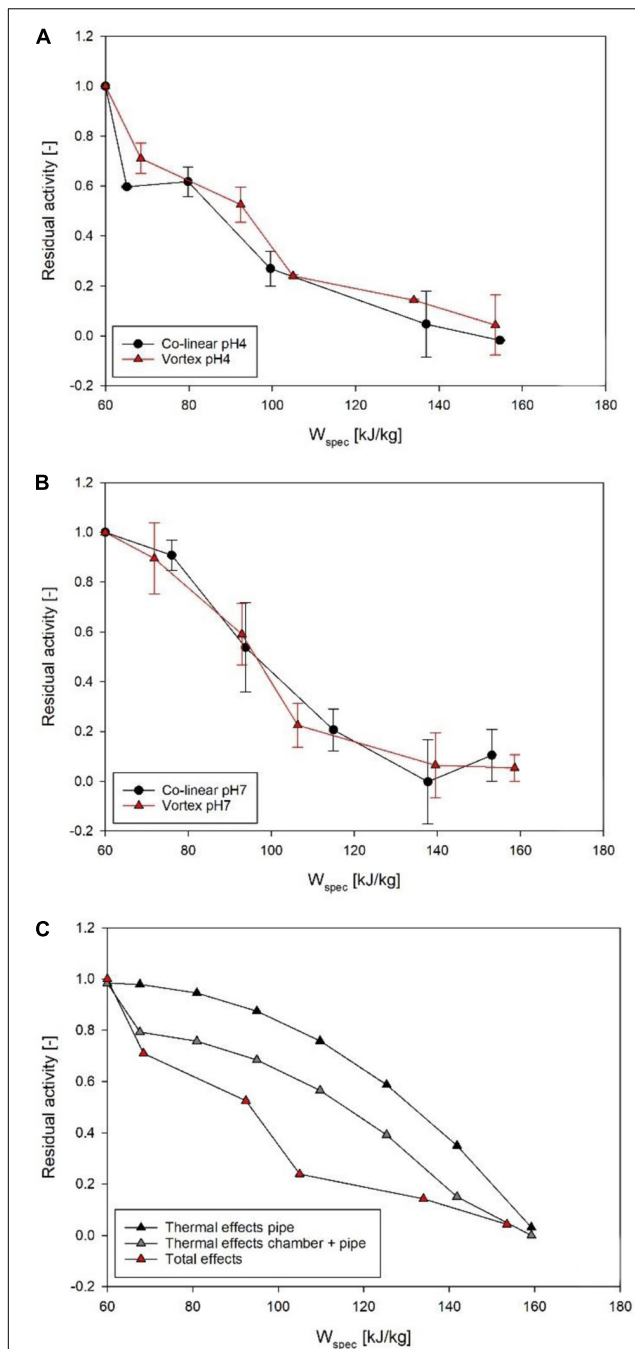 A
1.2
1.0
0.8
0.6
0.4
0.2
0.0
-0.2
Residual activity [-]
Co-linear pH4
Vortex pH4
60 80 100 120 140 160 180
Wspec [kJ/kg]
B
1.2
1.0
0.8
0.6
0.4
0.2
0.0
-0.2
Residual activity [-]
Co-linear pH7
Vortex pH7
60 80 100 120 140 160 180
Wspec [kJ/kg]
C
1.2
1.0
0.8
0.6
0.4
0.2
0.0
-0.2
Residual activity [-]
Thermal effects pipe
Thermal effects chamber + pipe
Total effects
60 80 100 120 140 160 180
Wspec [kJ/kg]